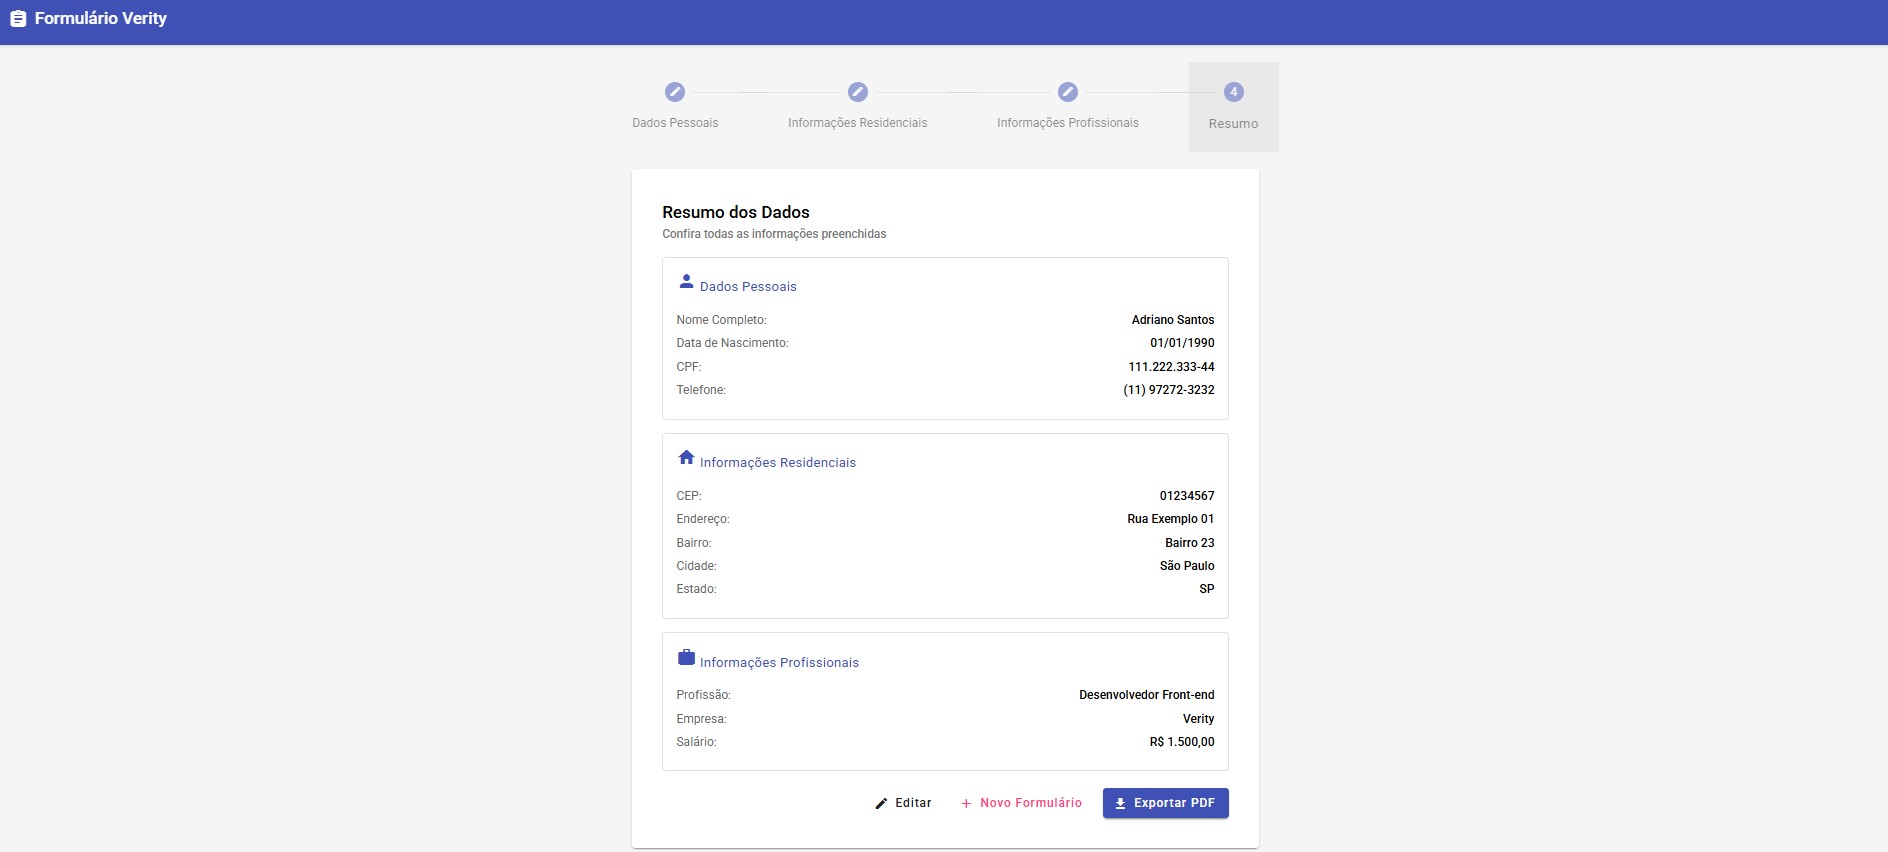 Formulário Verity
Dados Pessoais
Informações Residenciais
Informações Profissionais
4
Resumo
Resumo dos Dados
Confira todas as informações preenchidas
Dados Pessoais
Nome Completo: Adriano Santos
Data de Nascimento: 01/01/1990
CPF: 111.222.333-44
Telefone: (11) 97272-3232
Informações Residenciais
CEP: 01234567
Endereço: Rua Exemplo 01
Bairro: Bairro 23
Cidade: São Paulo
Estado: SP
Informações Profissionais
Profissão: Desenvolvedor Front-end
Empresa: Verity
Salário: R$ 1.500,00
Editar
+ Novo Formulário
Exportar PDF